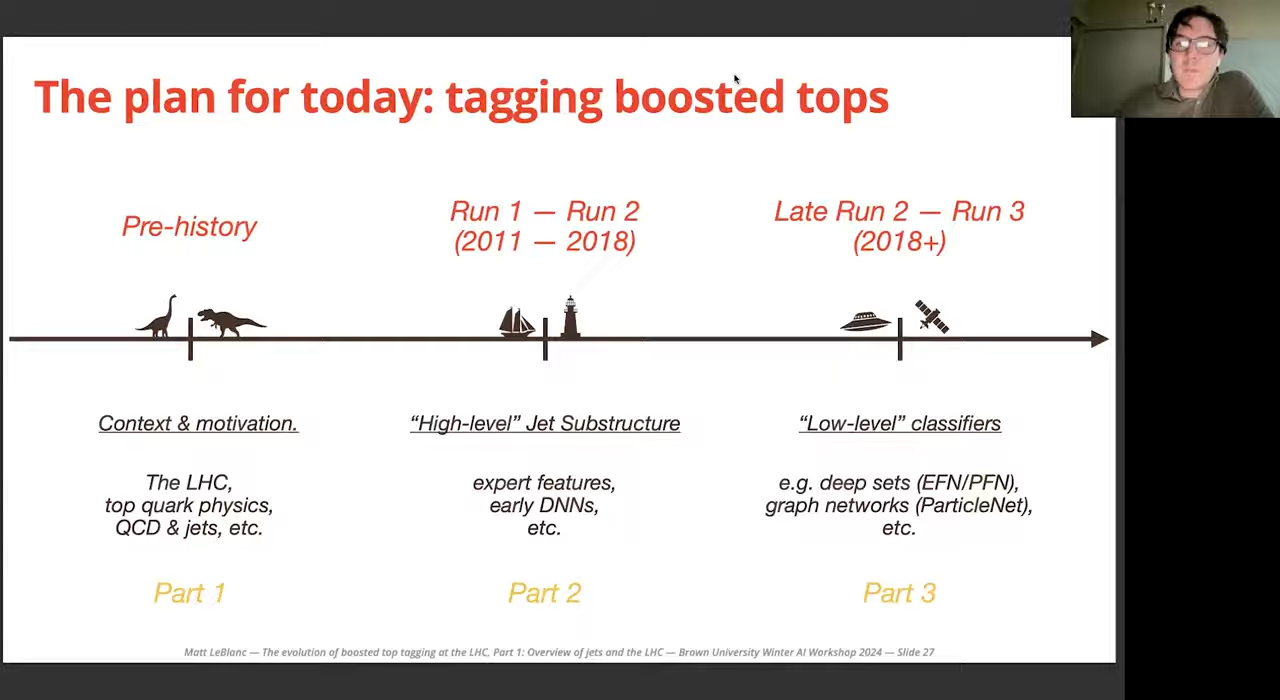 The plan for today: tagging boosted tops
Pre-history
Run 1 — Run 2
(2011 — 2018)
Late Run 2 — Run 3
(2018+)
Context & motivation.
The LHC,
top quark physics,
QCD & jets, etc.
Part 1
“High-level” Jet Substructure
expert features,
early DNNs,
etc.
Part 2
“Low-level” classifiers
e.g. deep sets (EFN/PFN),
graph networks (ParticleNet),
etc.
Part 3
Matt LeBlanc — The evolution of boosted top tagging at the LHC, Part 1: Overview of jets and the LHC — Brown University Winter AI Workshop 2024 — Slide 27